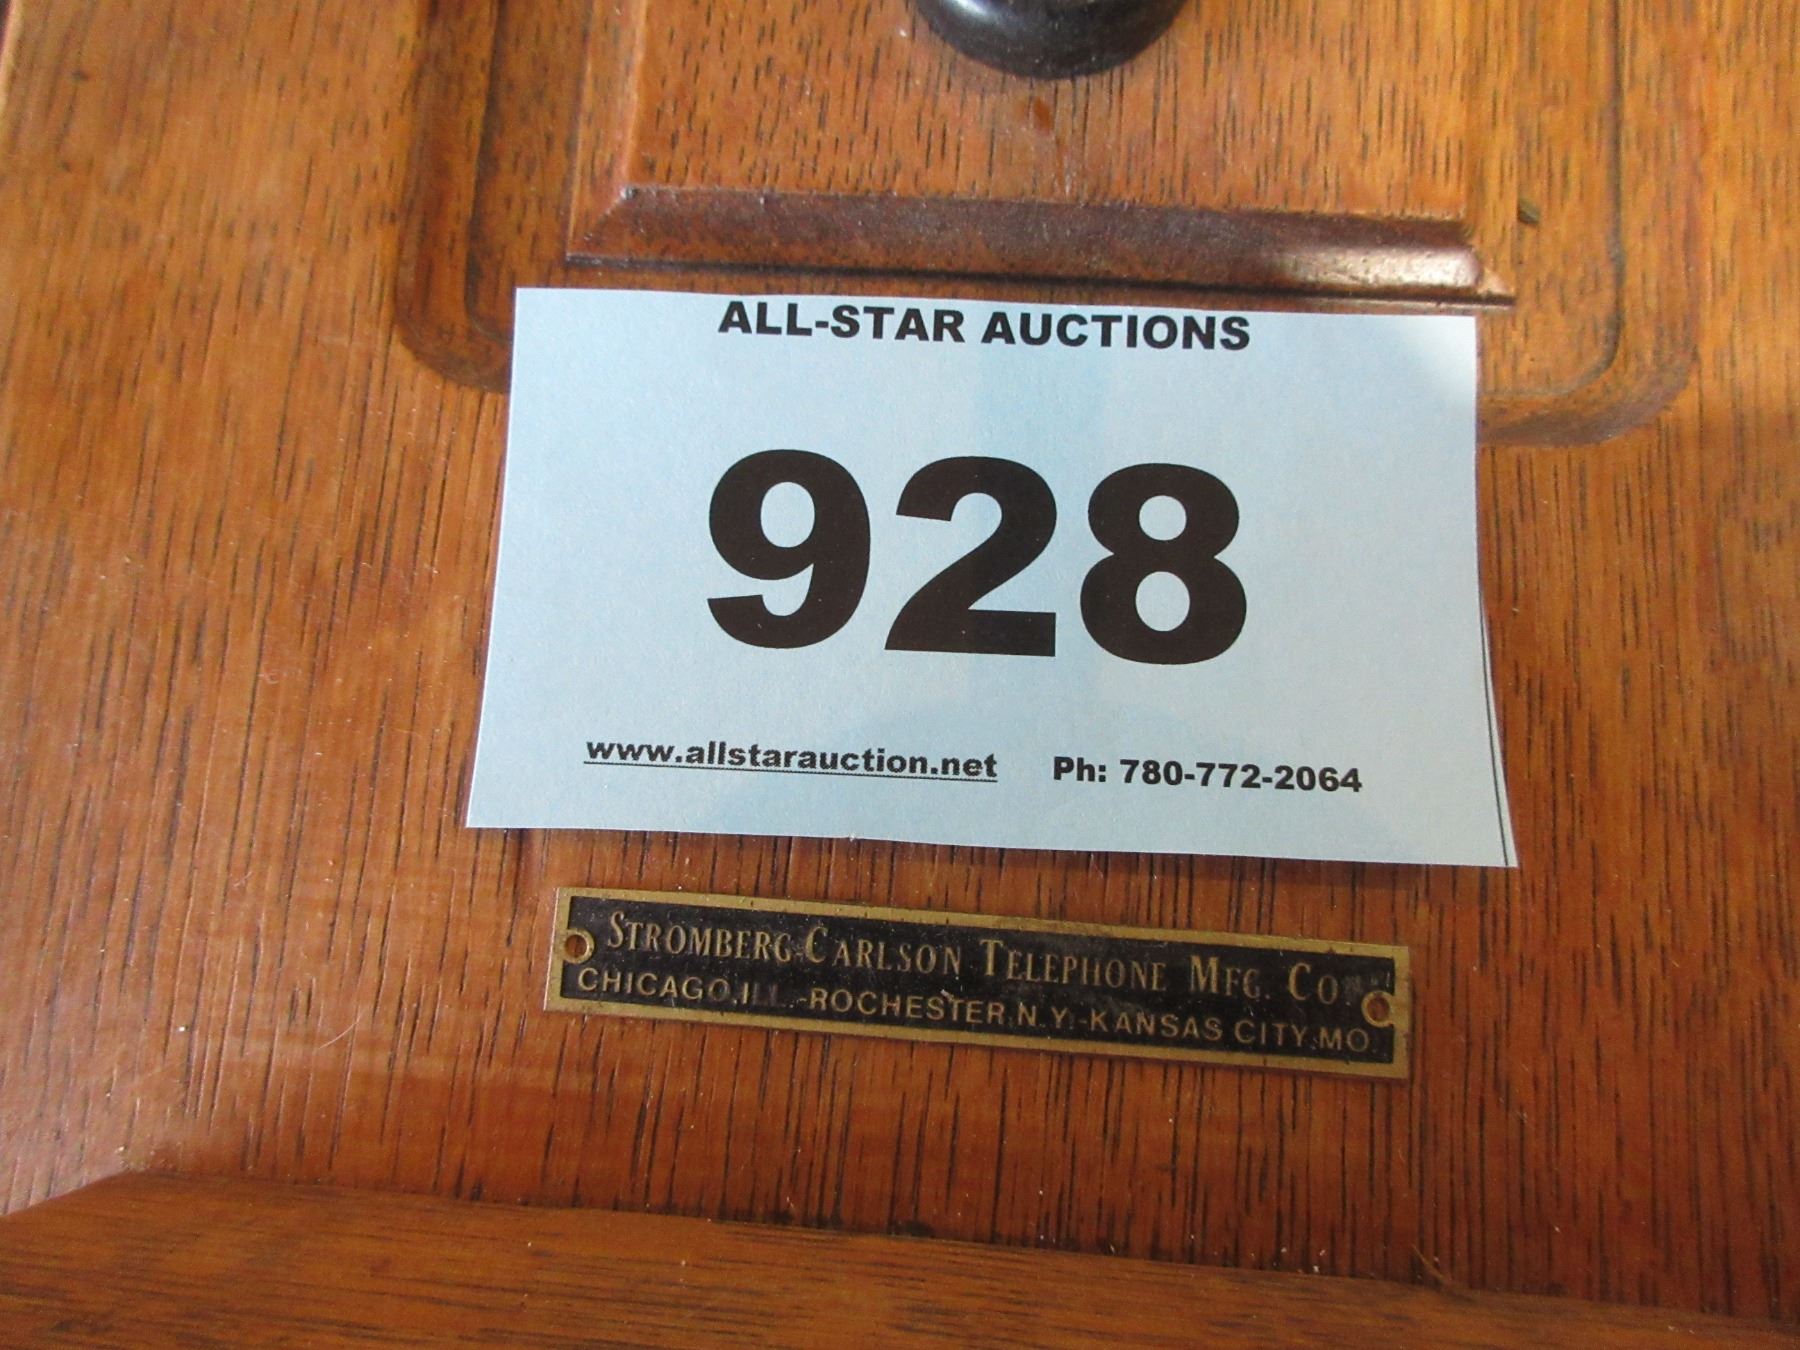 ALL-STAR AUCTIONS
928
www.allstarauction.net Ph: 780-772-2064
STROMBERG-CARLSON TELEPHONE MFG. CO.
CHICAGO, ILL.-ROCHESTER, N.Y.-KANSAS CITY, MO.